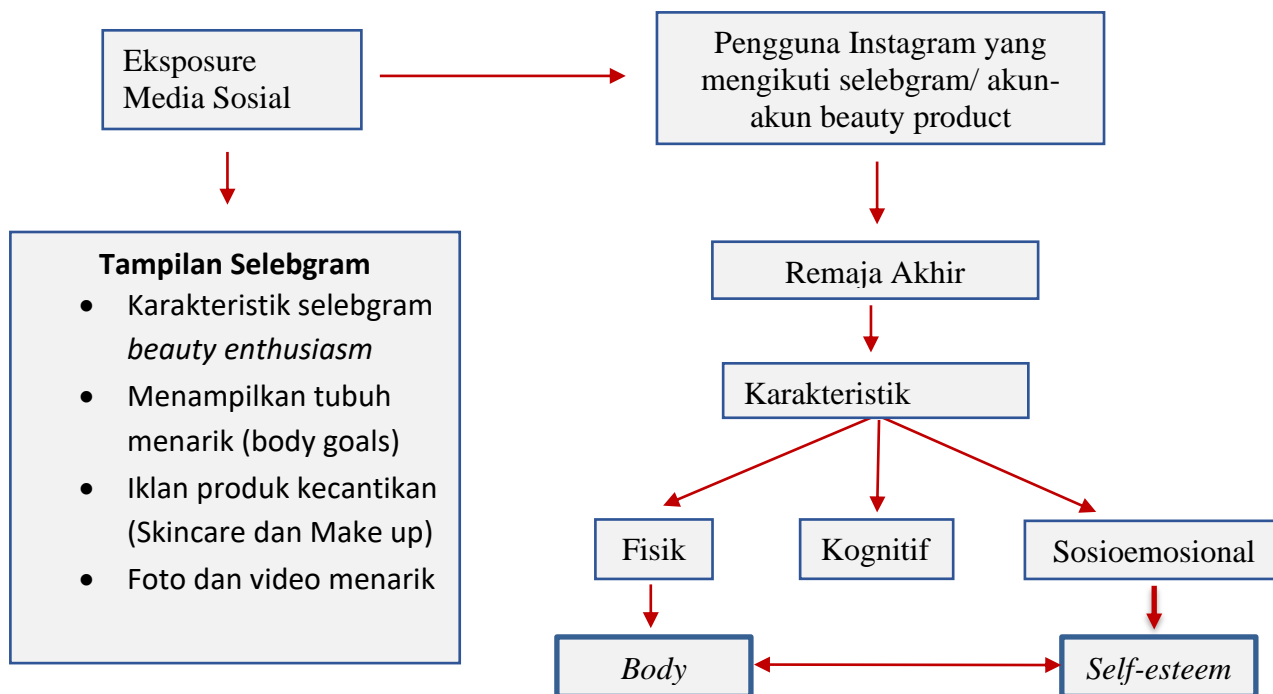 Eksposure
Media Sosial
Pengguna Instagram yang
mengikuti selebgram/ akun-
akun beauty product
Tampilan Selebgram
• Karakteristik selebgram
beauty enthusiasm
• Menampilkan tubuh
menarik (body goals)
• Iklan produk kecantikan
(Skincare dan Make up)
• Foto dan video menarik
Remaja Akhir
Karakteristik
Fisik
Kognitif
Sosioemosional
Body
Self-esteem